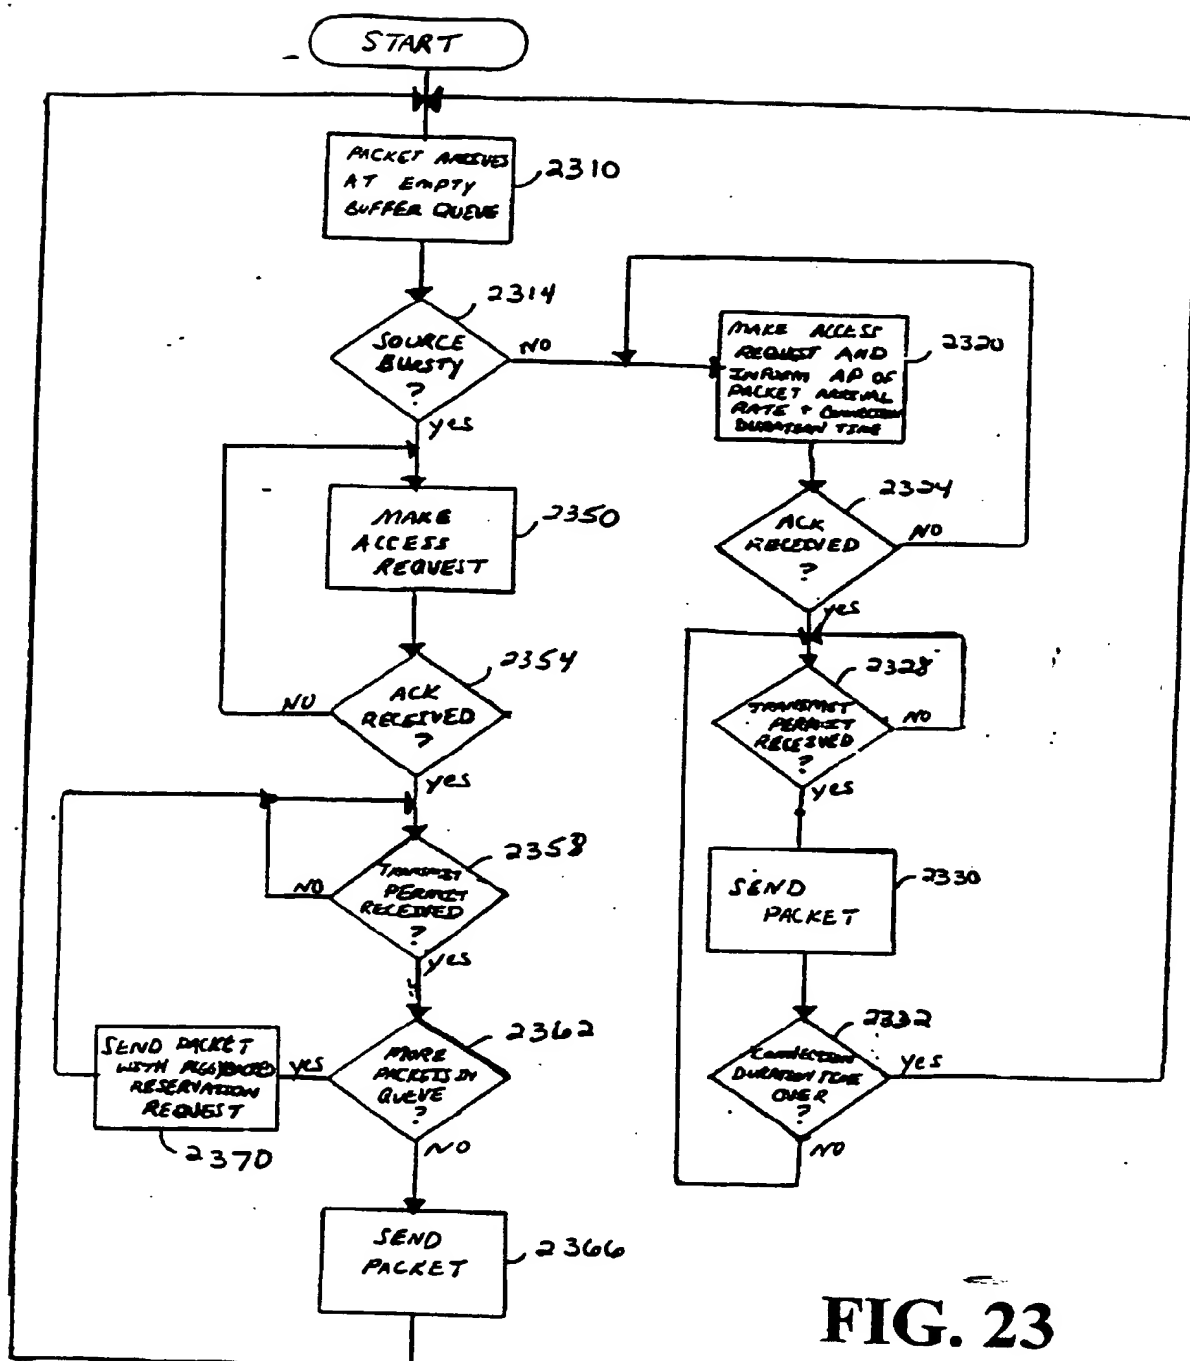 START
PACKET ARRIVES
AT EMPTY
BUFFER QUEUE
2310
2314
SOURCE
BURSTY
?
NO
yes
MAKE ACCESS
REQUEST AND
INFORM AP OF
PACKET ARRIVAL
RATE + CONNECTION
DURATION TIME
2320
MAKE
ACCESS
REQUEST
2350
2324
ACK
RECEIVED
?
NO
yes
2354
ACK
RECEIVED
?
NO
yes
2328
TRANSMIT
PERMIT
RECEIVED
?
NO
yes
2358
TRANSMIT
PERMIT
RECEIVED
?
NO
yes
SEND
PACKET
2330
2362
MORE
PACKETS IN
QUEUE
?
yes
NO
SEND PACKET
WITH PIGGYBACKED
RESERVATION
REQUEST
2370
2332
CONNECTION
DURATION TIME
OVER
?
yes
NO
SEND
PACKET
2366
FIG. 23